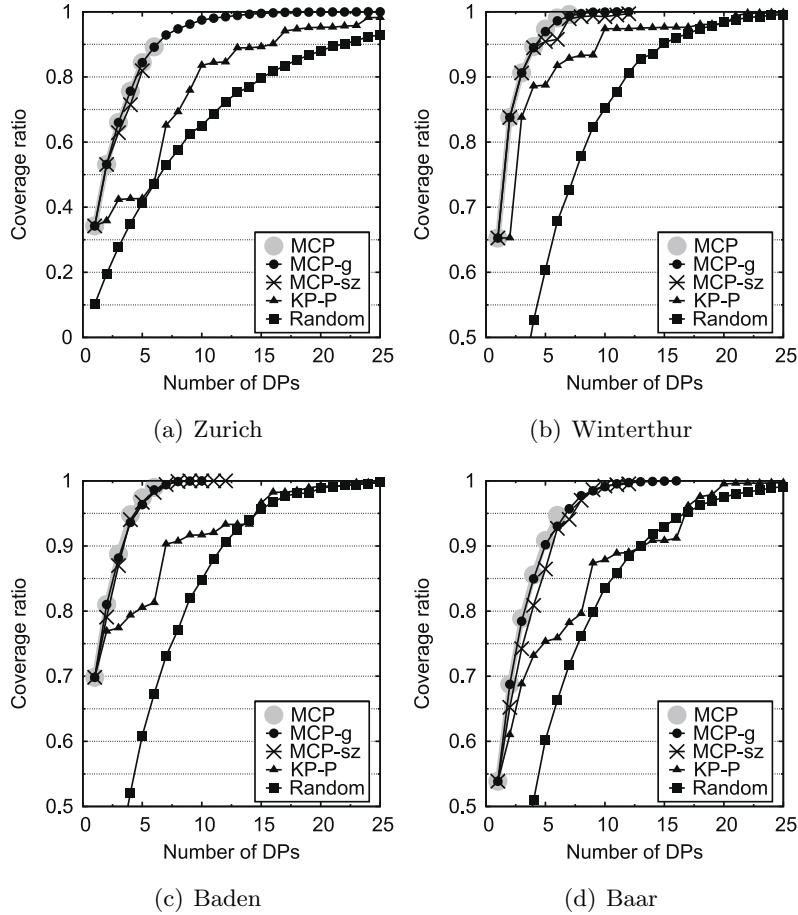 1
0.8
0.6
0.4
0.2
0
Coverage ratio
0 5 10 15 20 25
Number of DPs
MCP
MCP-g
MCP-sz
KP-P
Random
(a) Zurich
1
0.9
0.8
0.7
0.6
0.5
Coverage ratio
0 5 10 15 20 25
Number of DPs
MCP
MCP-g
MCP-sz
KP-P
Random
(b) Winterthur
1
0.9
0.8
0.7
0.6
0.5
Coverage ratio
0 5 10 15 20 25
Number of DPs
MCP
MCP-g
MCP-sz
KP-P
Random
(c) Baden
1
0.9
0.8
0.7
0.6
0.5
Coverage ratio
0 5 10 15 20 25
Number of DPs
MCP
MCP-g
MCP-sz
KP-P
Random
(d) Baar